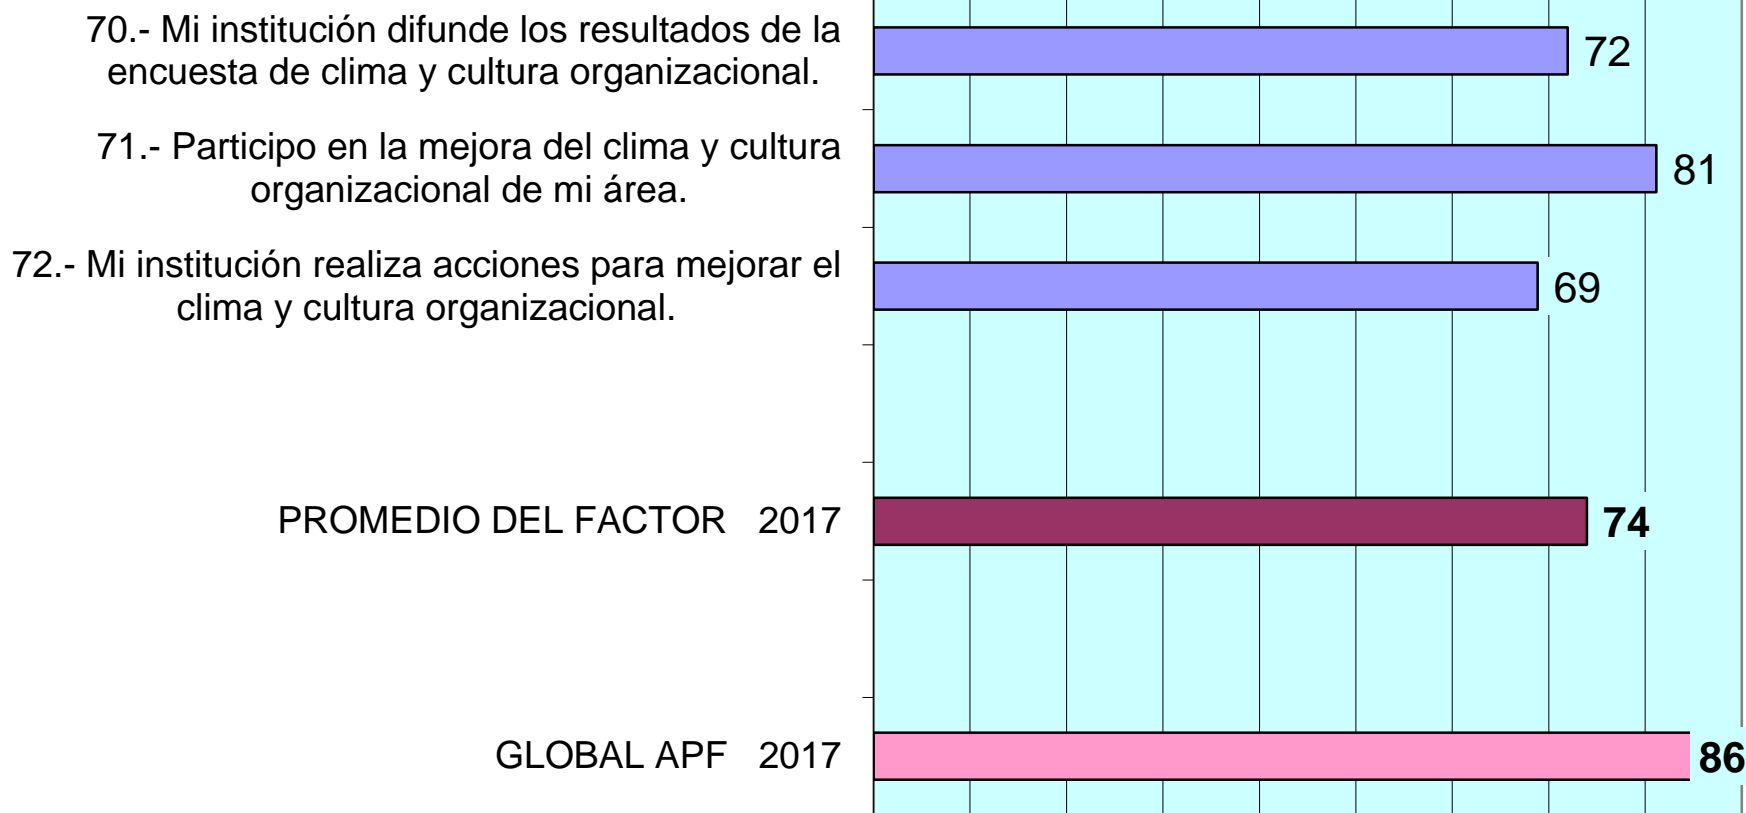 70.- Mi institución difunde los resultados de la
encuesta de clima y cultura organizacional.
72
71.- Participo en la mejora del clima y cultura
organizacional de mi área.
81
72.- Mi institución realiza acciones para mejorar el
clima y cultura organizacional.
69
PROMEDIO DEL FACTOR 2017
74
GLOBAL APF 2017
86